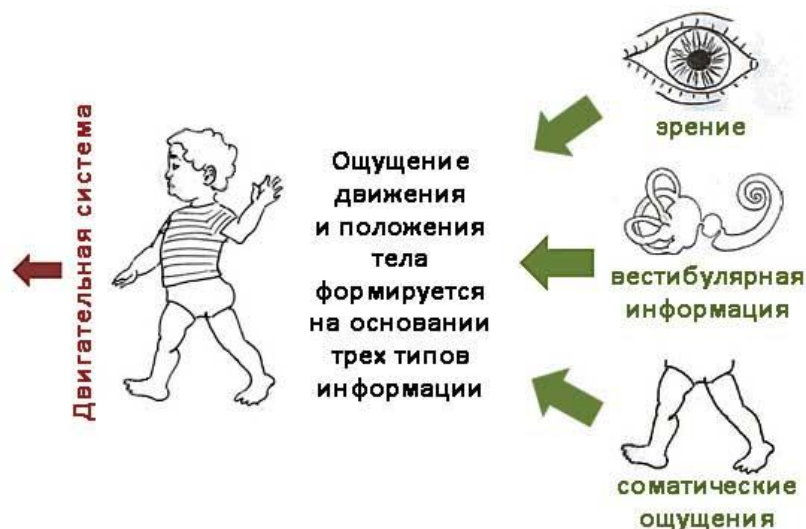 Двигательная система
Ощущение
движения
и положения
тела
формируется
на основании
трех типов
информации
зрение
вестибулярная
информация
соматические
ощущения